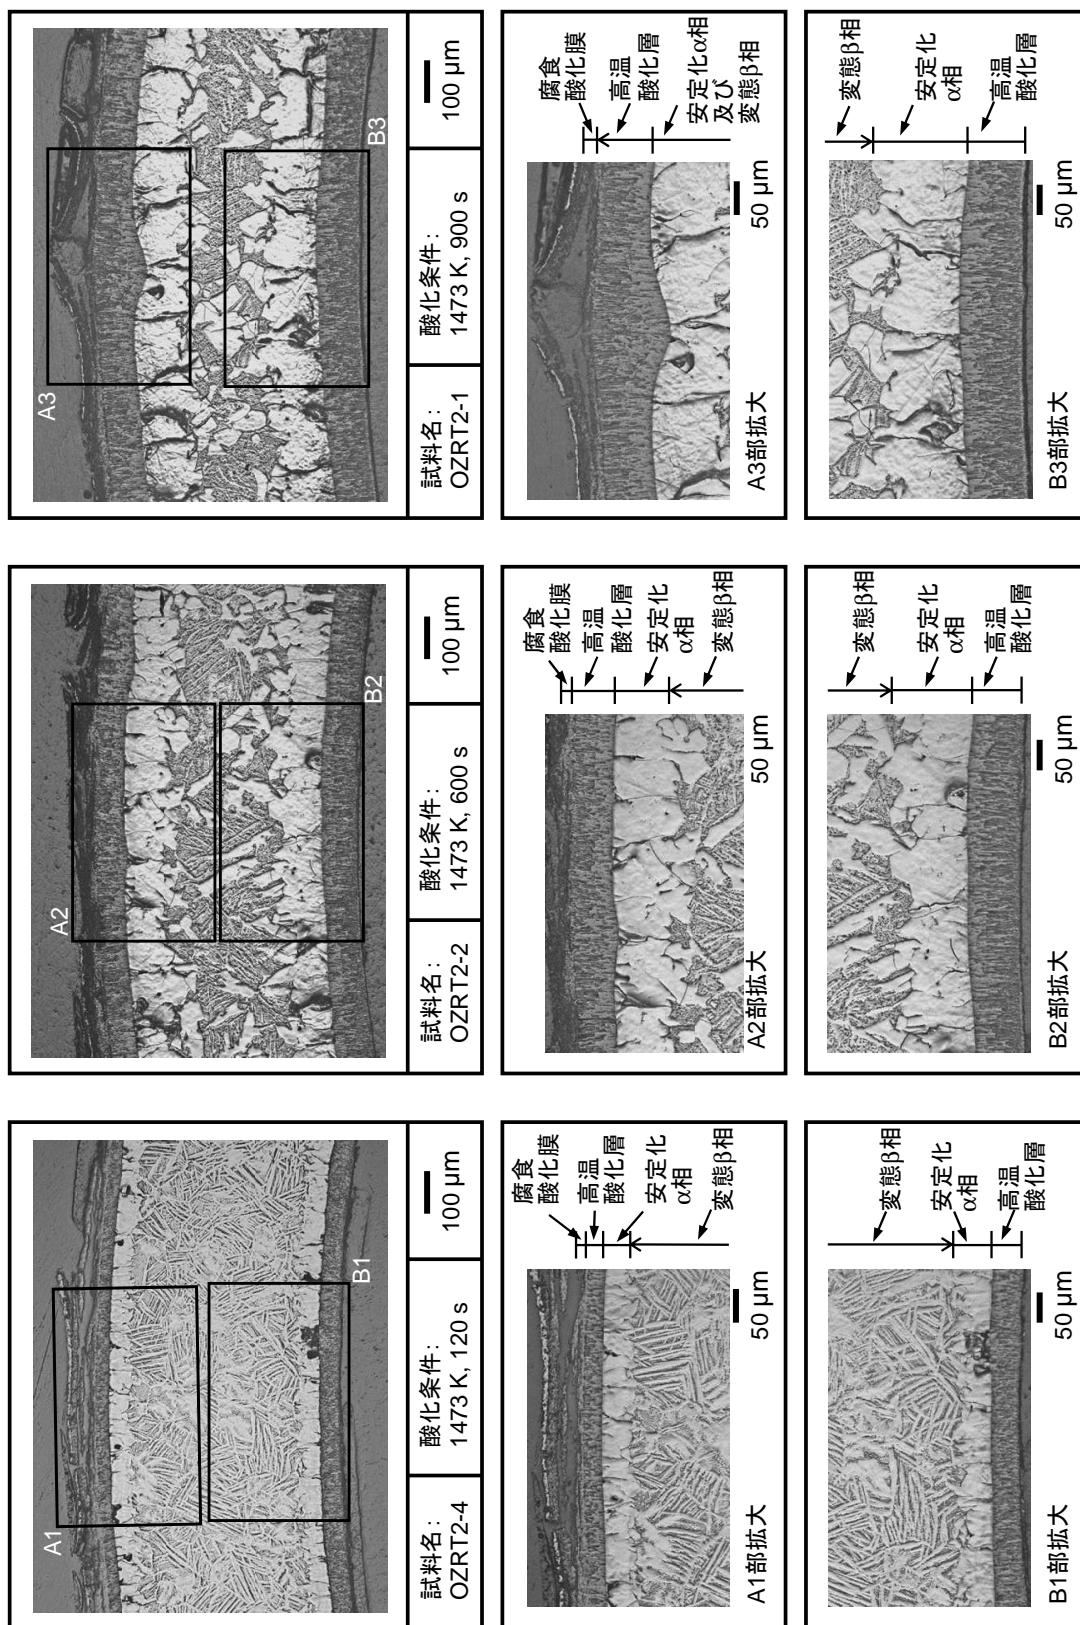 A1
B1
試料名：
OZRT2-4
酸化条件：
1473 K, 120 s
100 μm
腐食
酸化膜
高温
酸化層
安定化
α相
変態β相
A1部拡大
50 μm
変態β相
安定化
α相
高温
酸化層
B1部拡大
50 μm
A2
B2
試料名：
OZRT2-2
酸化条件：
1473 K, 600 s
100 μm
腐食
酸化膜
高温
酸化層
安定化
α相
変態β相
A2部拡大
50 μm
変態β相
安定化
α相
高温
酸化層
B2部拡大
50 μm
A3
B3
試料名：
OZRT2-1
酸化条件：
1473 K, 900 s
100 μm
腐食
酸化膜
高温
酸化層
安定化α相
及び
変態β相
A3部拡大
50 μm
変態β相
安定化
α相
高温
酸化層
B3部拡大
50 μm